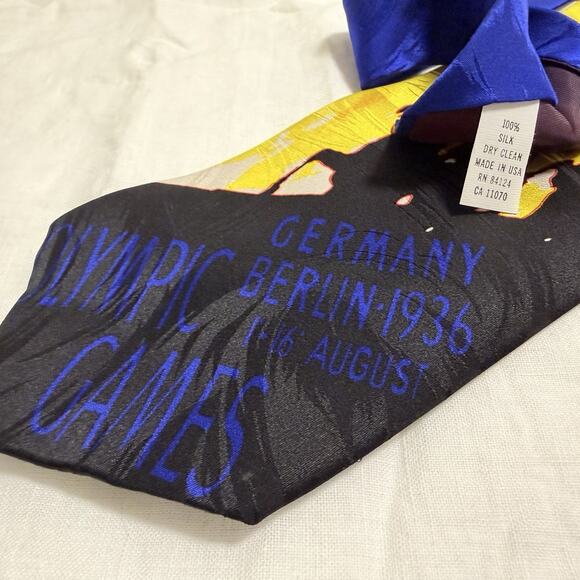 100%
SILK
DRY CLEAN
MADE IN USA
RN 84124
CA 11070
GERMANY
BERLIN·1936
1-16 AUGUST
OLYMPIC
GAMES